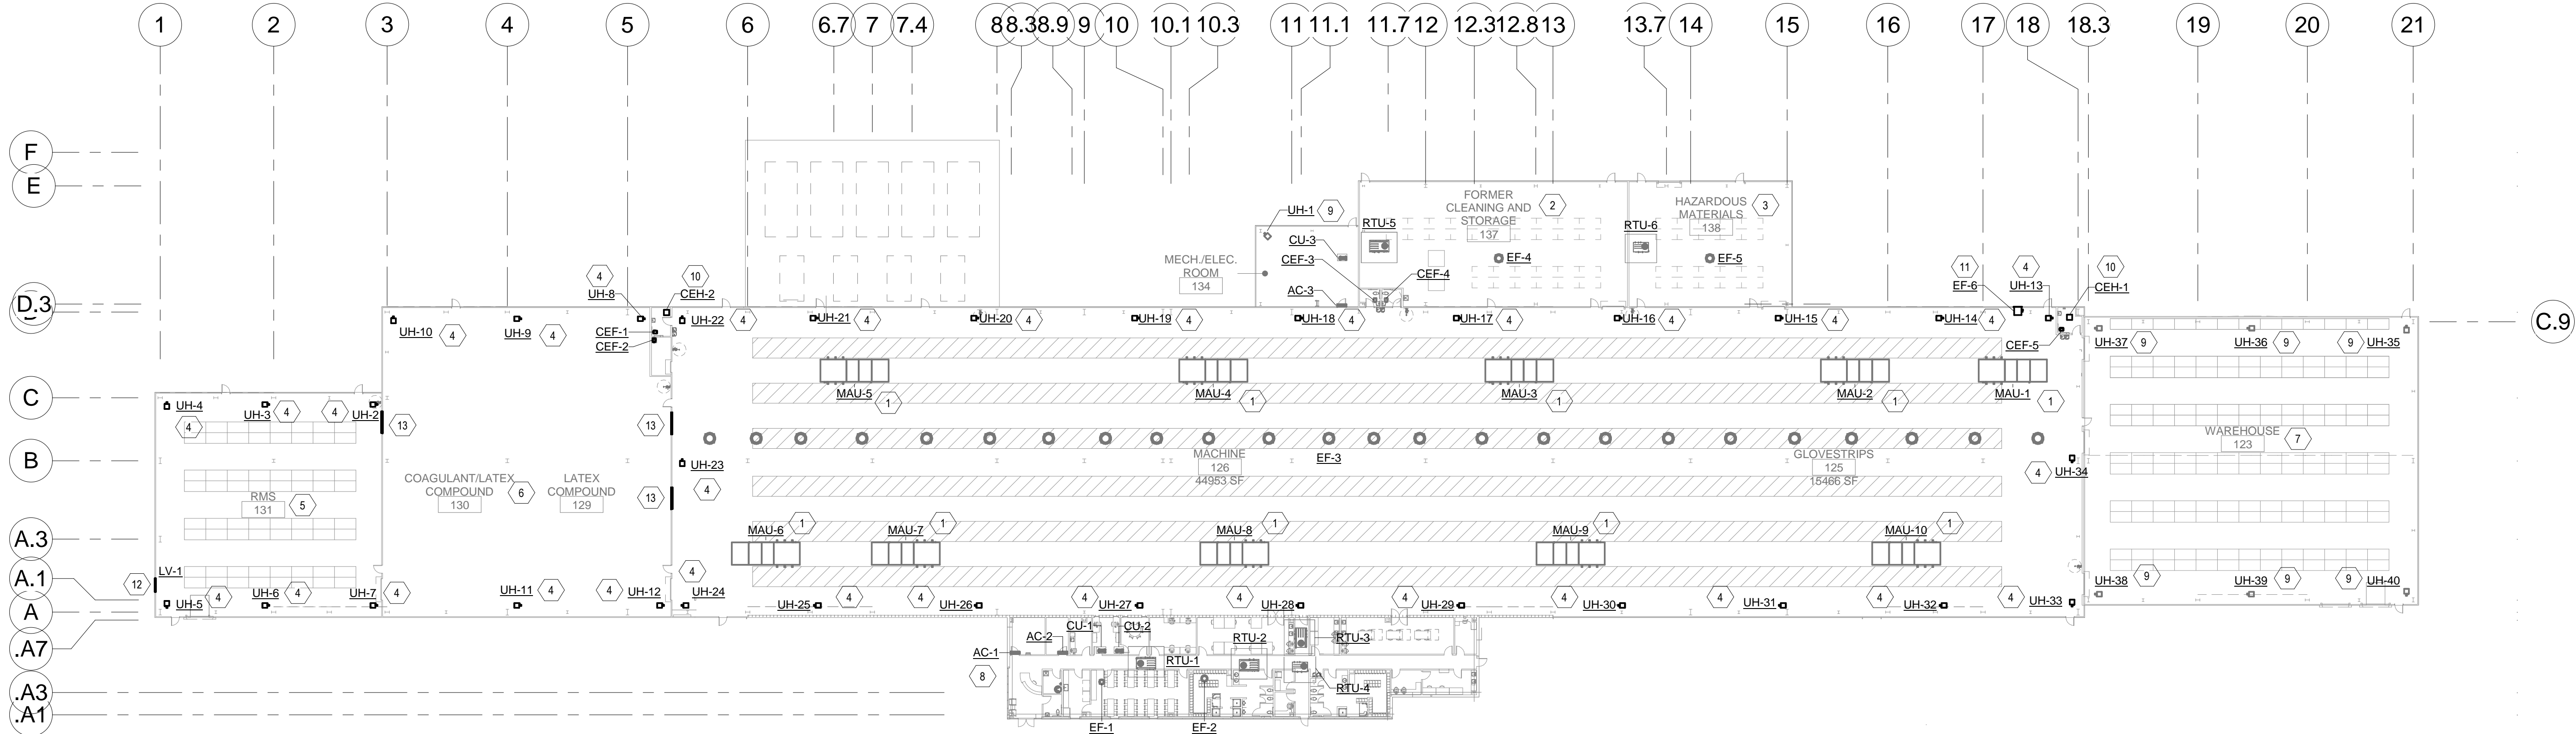 1
2
3
4
5
6
6.7
7
7.4
8
8.3
8.9
9
10
10.1
10.3
11
11.1
11.7
12
12.3
12.8
13
13.7
14
15
16
17
18
18.3
19
20
21
F
E
D.3
C
B
A.3
A.1
A
.A7
.A3
.A1
C.9
FORMER
CLEANING AND
STORAGE
137
2
HAZARDOUS
MATERIALS
138
3
UH-1
9
RTU-5
RTU-6
CU-3
CEF-3
CEF-4
EF-4
EF-5
MECH./ELEC.
ROOM
134
AC-3
4
10
UH-8
CEH-2
11
4
10
EF-6
UH-13
CEH-1
UH-10
4
UH-9
4
CEF-1
CEF-2
UH-22
4
UH-21
4
UH-20
4
UH-19
4
UH-18
4
UH-17
4
UH-16
4
UH-15
4
UH-14
4
CEF-5
UH-37
9
UH-36
9
9
UH-35
MAU-5
1
MAU-4
1
MAU-3
1
MAU-2
1
MAU-1
1
UH-4
4
UH-3
4
4
UH-2
13
13
WAREHOUSE
123
7
MACHINE
126
44953 SF
EF-3
GLOVESTRIPS
125
15466 SF
UH-23
4
4
UH-34
COAGULANT/LATEX
COMPOUND
130
6
LATEX
COMPOUND
129
13
RMS
131
5
MAU-6
1
MAU-7
1
MAU-8
1
MAU-9
1
MAU-10
1
LV-1
12
UH-5
4
UH-6
4
UH-7
4
UH-11
4
4
UH-12
4
UH-24
UH-25
4
4
UH-26
4
UH-27
4
UH-28
4
UH-29
4
UH-30
4
UH-31
4
UH-32
4
UH-33
UH-38
9
UH-39
9
9
UH-40
AC-1
AC-2
CU-1
CU-2
RTU-1
RTU-2
RTU-3
RTU-4
8
EF-1
EF-2